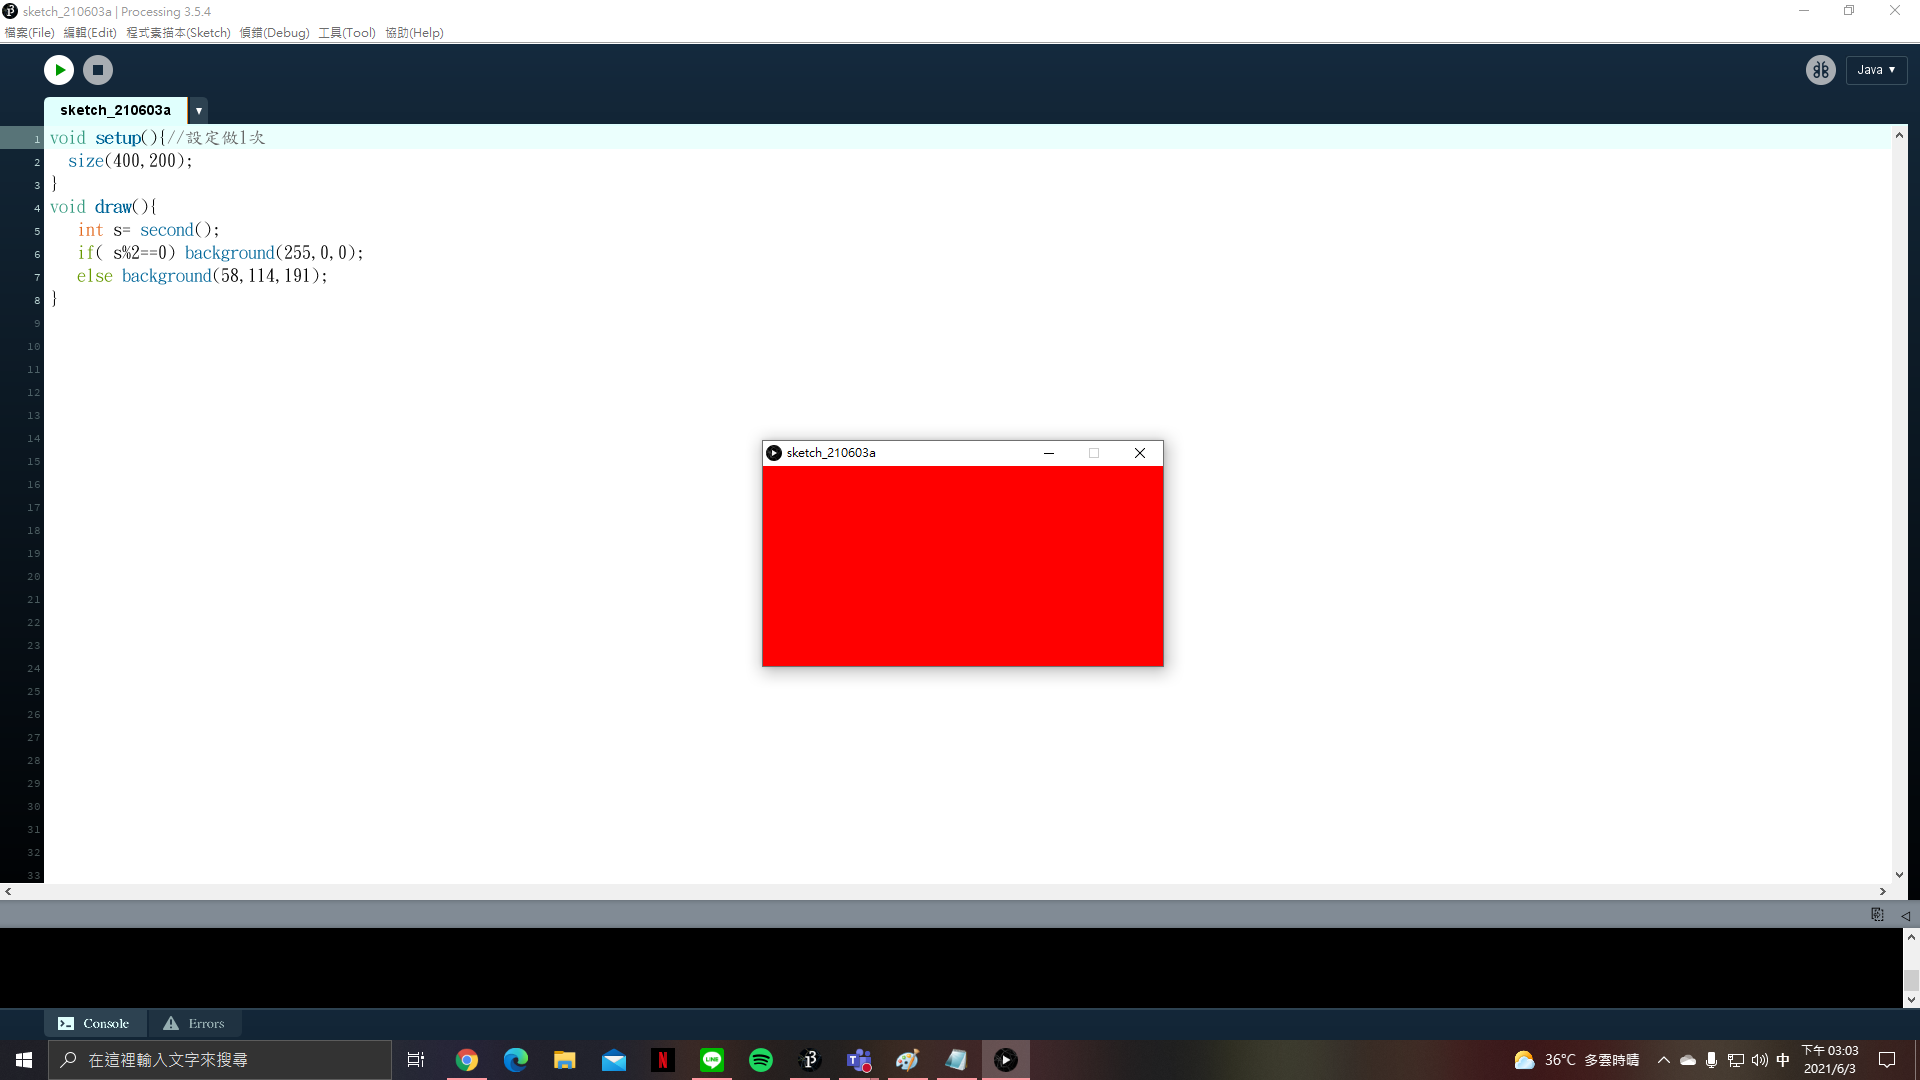 sketch_210603a | Processing 3.5.4
檔案(File) 編輯(Edit) 程式素描本(Sketch) 偵錯(Debug) 工具(Tool) 協助(Help)
Java ▼
sketch_210603a ▼
1 void setup(){//設定做1次
2 size(400,200);
3 }
4 void draw(){
5 int s= second();
6 if( s%2==0) background(255,0,0);
7 else background(58,114,191);
8 }
9
10
11
12
13
14
15
16
17
18
19
20
21
22
23
24
25
26
27
28
29
30
31
32
33
sketch_210603a
Console
Errors
在這裡輸入文字來搜尋
36°C 多雲時晴
中
下午 03:03
2021/6/3